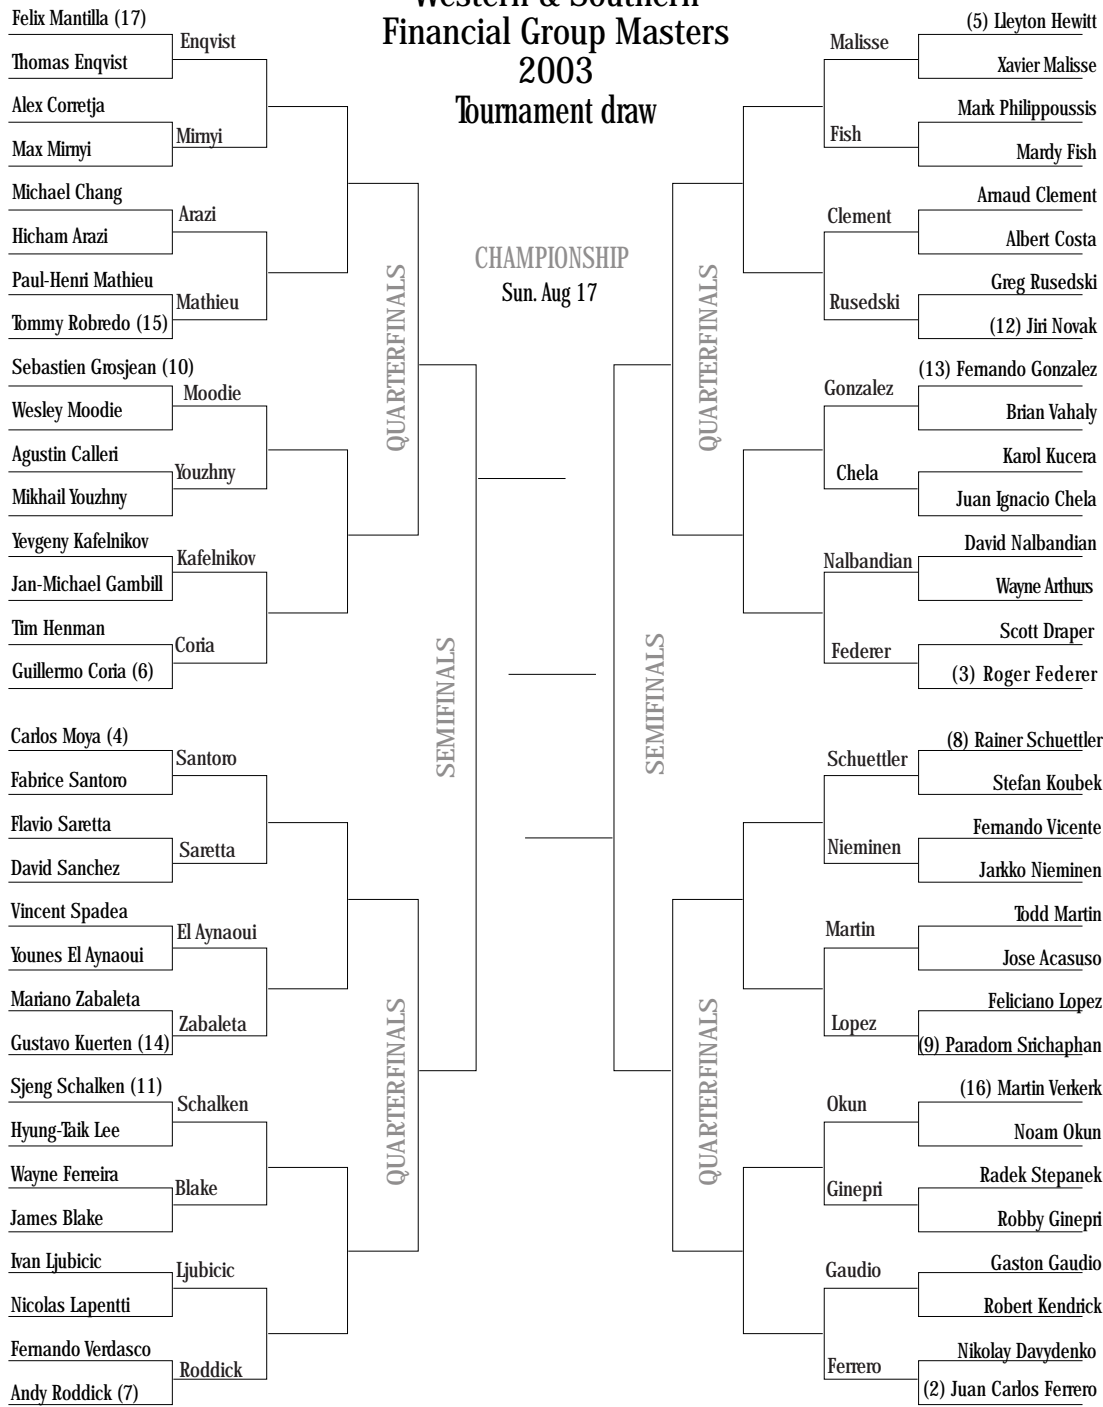 Western & Southern
Financial Group Masters
2003
Tournament draw
CHAMPIONSHIP
Sun. Aug 17
Felix Mantilla (17)
Enqvist
Thomas Enqvist
Alex Corretja
Mirnyi
Max Mirnyi
Michael Chang
Arazi
Hicham Arazi
Paul-Henri Mathieu
Mathieu
Tommy Robredo (15)
Sebastien Grosjean (10)
Moodie
Wesley Moodie
Agustin Calleri
Youzhny
Mikhail Youzhny
Yevgeny Kafelnikov
Kafelnikov
Jan-Michael Gambill
Tim Henman
Coria
Guillermo Coria (6)
QUARTERFINALS
SEMIFINALS
Carlos Moya (4)
Santoro
Fabrice Santoro
Flavio Saretta
Saretta
David Sanchez
Vincent Spadea
El Aynaoui
Younes El Aynaoui
Mariano Zabaleta
Zabaleta
Gustavo Kuerten (14)
Sjeng Schalken (11)
Schalken
Hyung-Taik Lee
Wayne Ferreira
Blake
James Blake
Ivan Ljubicic
Ljubicic
Nicolas Lapentti
Fernando Verdasco
Roddick
Andy Roddick (7)
QUARTERFINALS
(5) Lleyton Hewitt
Malisse
Xavier Malisse
Mark Philippoussis
Fish
Mardy Fish
Arnaud Clement
Clement
Albert Costa
Greg Rusedski
Rusedski
(12) Jiri Novak
(13) Fernando Gonzalez
Gonzalez
Brian Vahaly
Karol Kucera
Chela
Juan Ignacio Chela
David Nalbandian
Nalbandian
Wayne Arthurs
Scott Draper
Federer
(3) Roger Federer
QUARTERFINALS
SEMIFINALS
(8) Rainer Schuettler
Schuettler
Stefan Koubek
Fernando Vicente
Nieminen
Jarkko Nieminen
Todd Martin
Martin
Jose Acasuso
Feliciano Lopez
Lopez
(9) Paradorn Srichaphan
(16) Martin Verkerk
Okun
Noam Okun
Radek Stepanek
Ginepri
Robby Ginepri
Gaston Gaudio
Gaudio
Robert Kendrick
Nikolay Davydenko
Ferrero
(2) Juan Carlos Ferrero
QUARTERFINALS